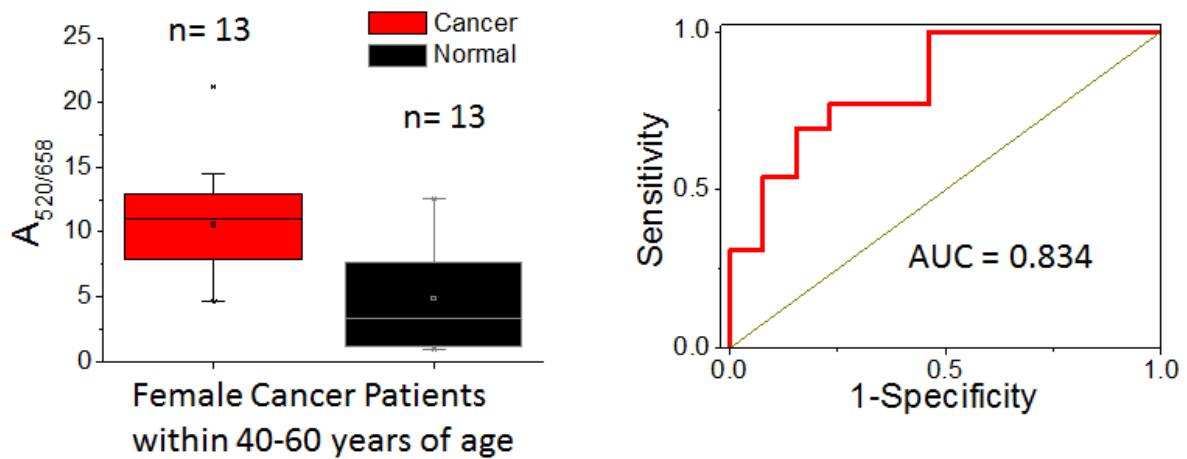 n= 13
Cancer
Normal
n= 13
25
20
15
10
5
0
A520/658
Female Cancer Patients
within 40-60 years of age
1.0
0.5
0.0
Sensitivity
AUC = 0.834
0.0
0.5
1.0
1-Specificity